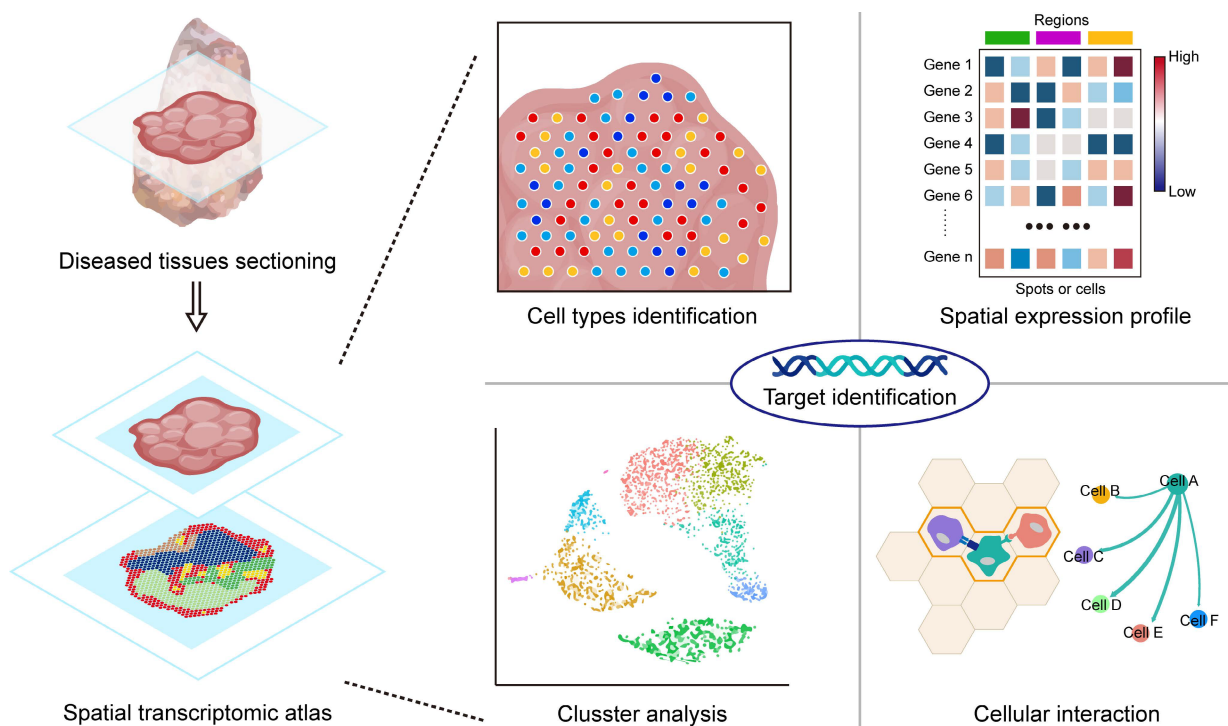 Diseased tissues sectioning
Spatial transcriptomic atlas
Cell types identification
Regions
High
Low
Gene 1
Gene 2
Gene 3
Gene 4
Gene 5
Gene 6
Gene n
Spots or cells
Spatial expression profile
Target identification
Clusster analysis
Cell A
Cell B
Cell C
Cell D
Cell E
Cell F
Cellular interaction